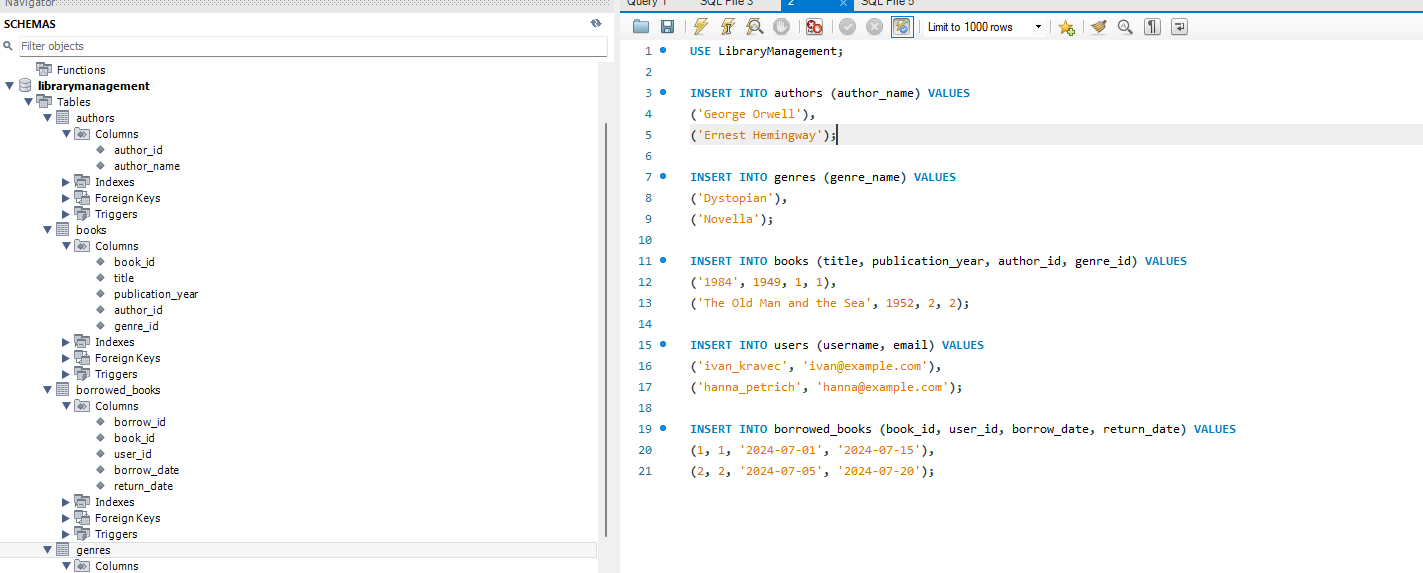 Navigator
SCHEMAS
Filter objects
Functions
librarymanagement
Tables
authors
Columns
author_id
author_name
Indexes
Foreign Keys
Triggers
books
Columns
book_id
title
publication_year
author_id
genre_id
Indexes
Foreign Keys
Triggers
borrowed_books
Columns
borrow_id
book_id
user_id
borrow_date
return_date
Indexes
Foreign Keys
Triggers
genres
Columns
Query 1 SQL File 3 2 SQL File 5
Limit to 1000 rows
1 USE LibraryManagement;
2
3 INSERT INTO authors (author_name) VALUES
4 ('George Orwell'),
5 ('Ernest Hemingway');
6
7 INSERT INTO genres (genre_name) VALUES
8 ('Dystopian'),
9 ('Novella');
10
11 INSERT INTO books (title, publication_year, author_id, genre_id) VALUES
12 ('1984', 1949, 1, 1),
13 ('The Old Man and the Sea', 1952, 2, 2);
14
15 INSERT INTO users (username, email) VALUES
16 ('ivan_kravec', 'ivan@example.com'),
17 ('hanna_petrich', 'hanna@example.com');
18
19 INSERT INTO borrowed_books (book_id, user_id, borrow_date, return_date) VALUES
20 (1, 1, '2024-07-01', '2024-07-15'),
21 (2, 2, '2024-07-05', '2024-07-20');